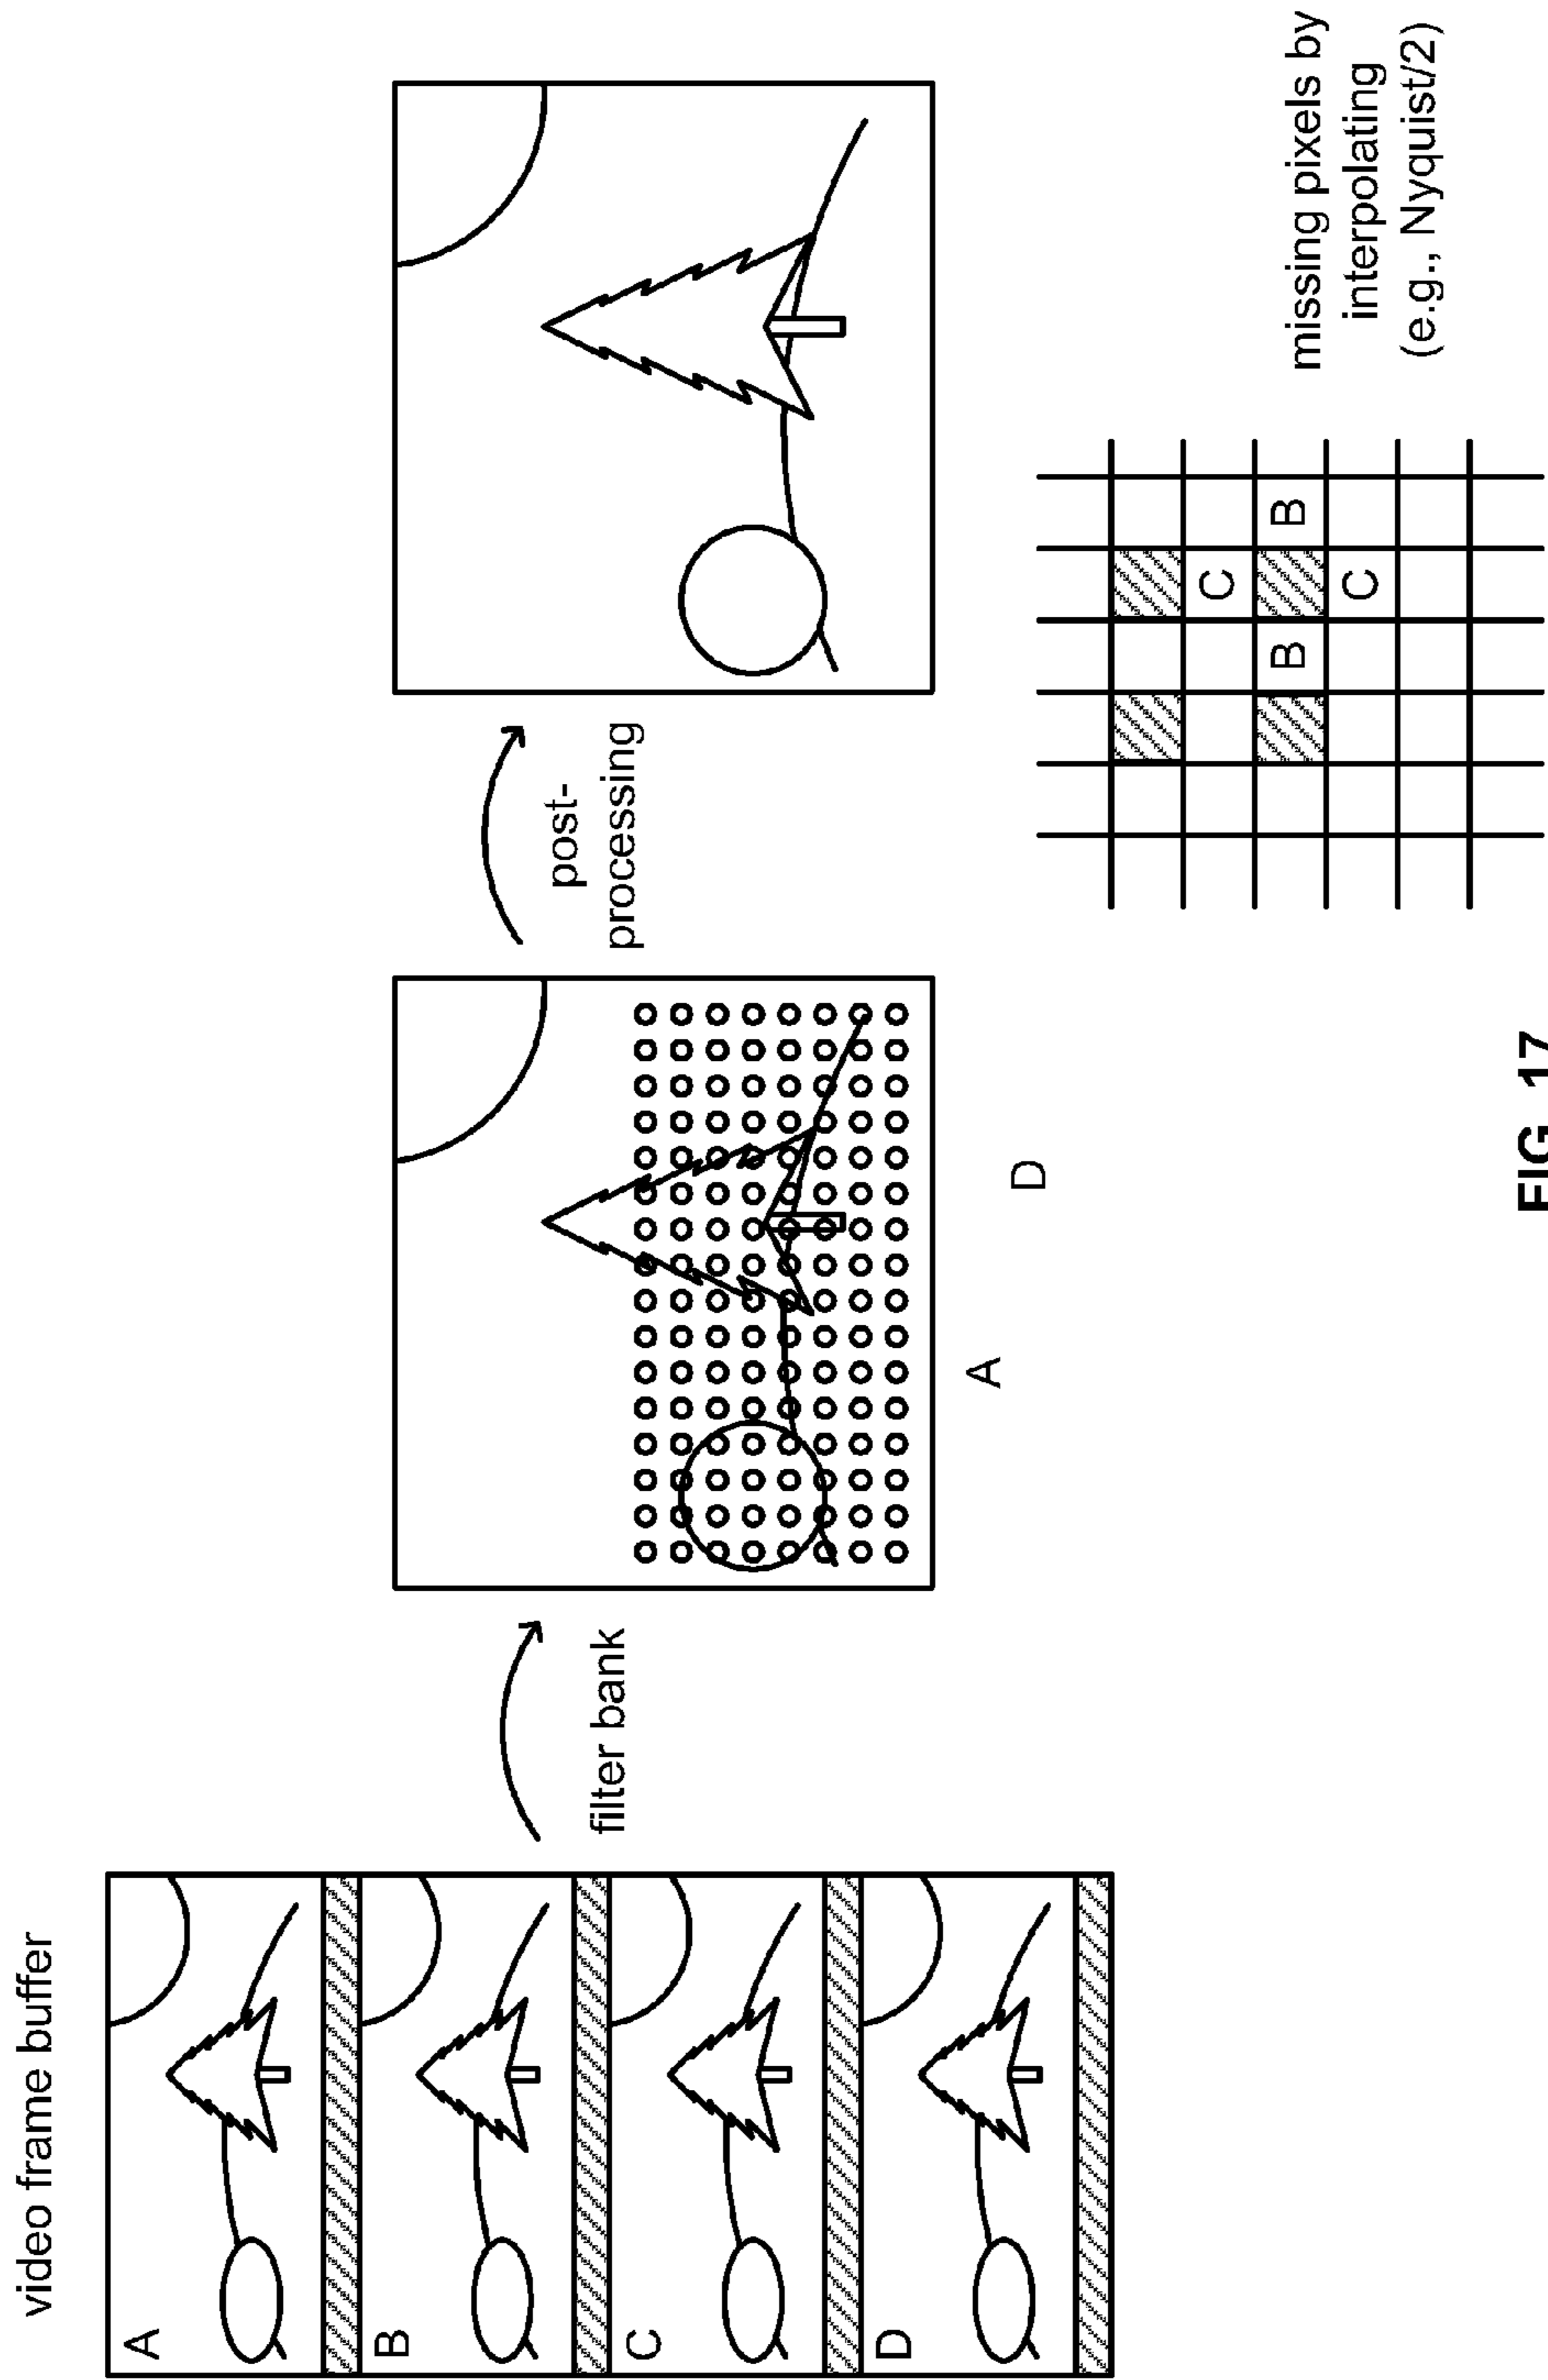 video frame buffer
A
B
C
D
filter bank
A
D
post-
processing
C
C
B
B
missing pixels by
interpolating
(e.g., Nyquist/2)
FIG. 17